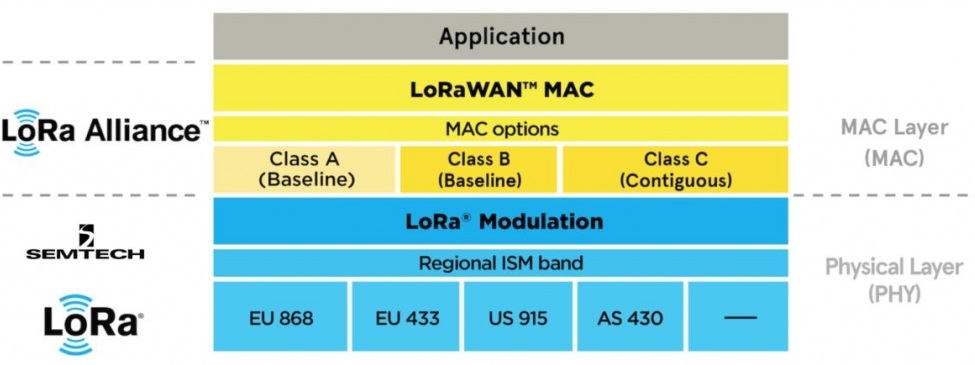 Application
LoRaWAN™ MAC
LoRa Alliance™
MAC options
MAC Layer
(MAC)
Class A
(Baseline)
Class B
(Baseline)
Class C
(Contiguous)
LoRa® Modulation
SEMTECH
Regional ISM band
Physical Layer
(PHY)
LoRa®
EU 868
EU 433
US 915
AS 430
—